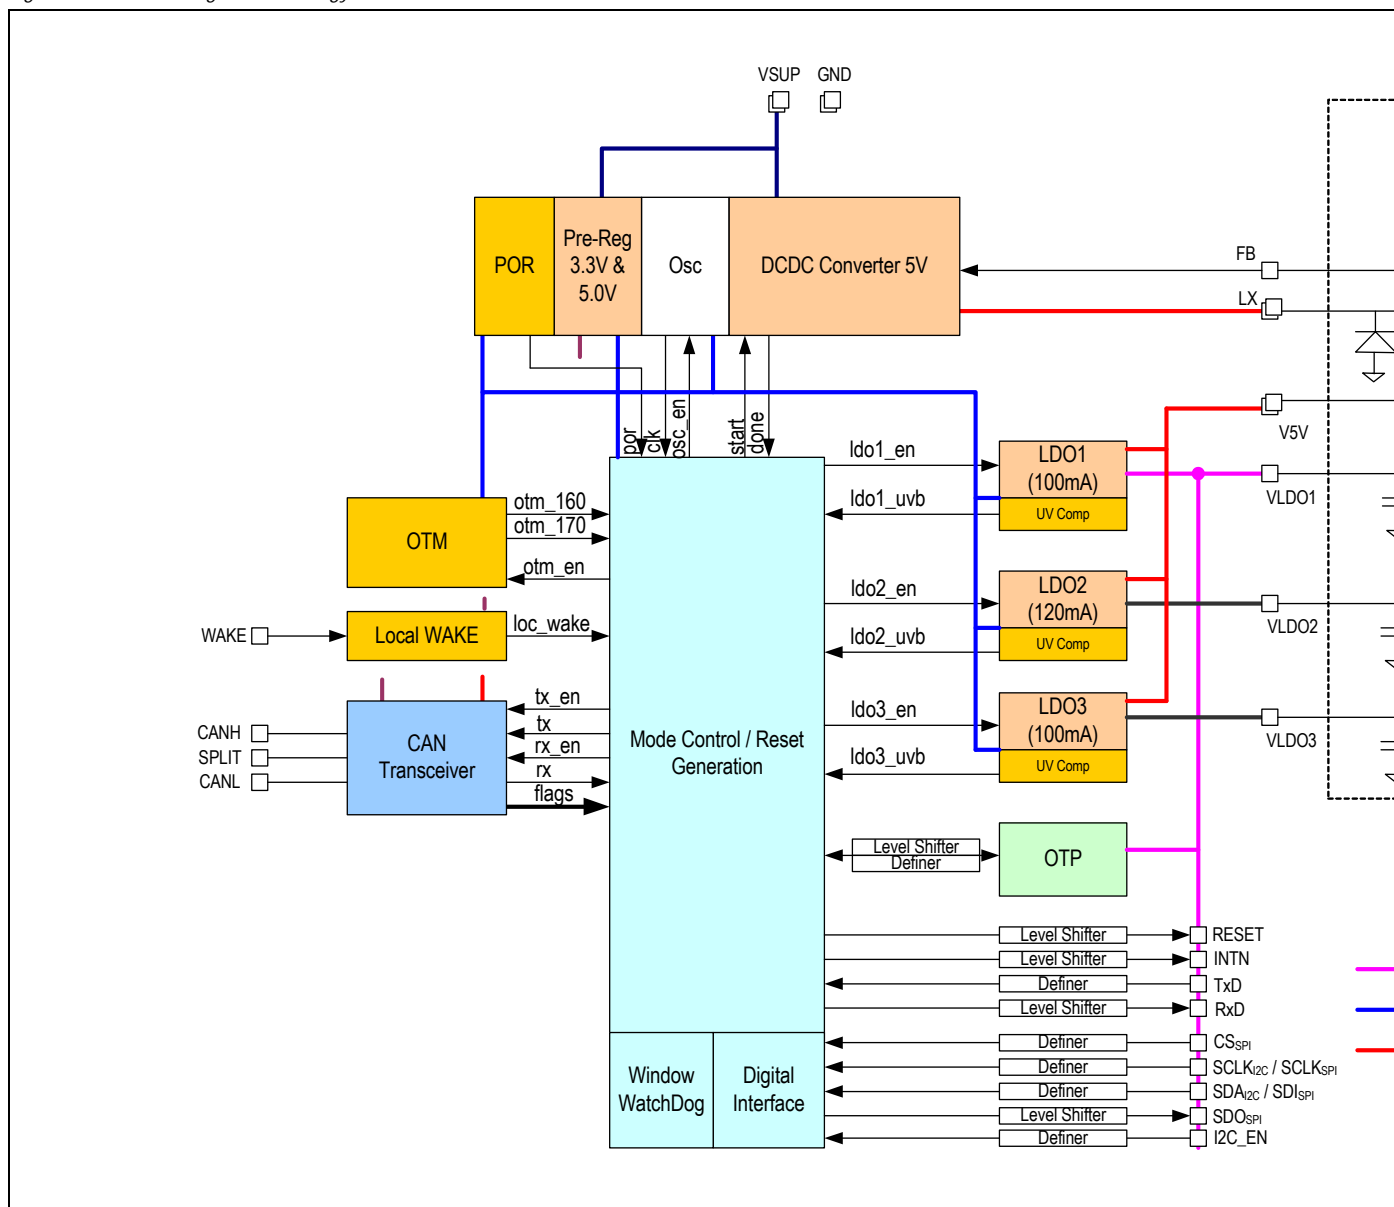 VSUP GND
POR
Pre-Reg
3.3V &
5.0V
Osc
DCDC Converter 5V
FB
LX
V5V
por
clk
osc_en
start
done
ldo1_en
LDO1
(100mA)
ldo1_uvb
UV Comp
VLDO1
OTM
otm_160
otm_170
otm_en
ldo2_en
LDO2
(120mA)
ldo2_uvb
UV Comp
VLDO2
WAKE
Local WAKE
loc_wake
CANH
SPLIT
CANL
CAN
Transceiver
tx_en
tx
rx_en
rx
flags
Mode Control / Reset
Generation
ldo3_en
LDO3
(100mA)
ldo3_uvb
UV Comp
VLDO3
Level Shifter
Definer
OTP
Level Shifter RESET
Level Shifter INTN
Definer TxD
Level Shifter RxD
Definer CSSPI
Definer SCLKI2C / SCLKSPI
Definer SDAI2C / SDISPI
Level Shifter SDOSPI
Definer I2C_EN
Window
WatchDog
Digital
Interface